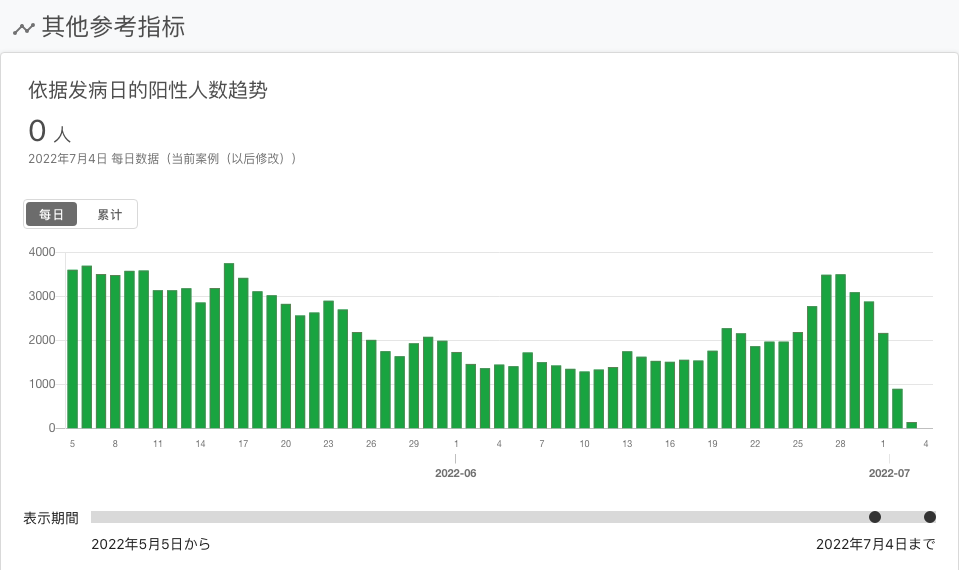 其他参考指标
依据发病日的阳性人数趋势
0 人
2022年7月4日 每日数据（当前案例（以后修改））
每日 累计
4000
3000
2000
1000
0
5 8 11 14 17 20 23 26 29 1 4 7 10 13 16 19 22 25 28 1 4
2022-06 2022-07
表示期間
2022年5月5日から 2022年7月4日まで